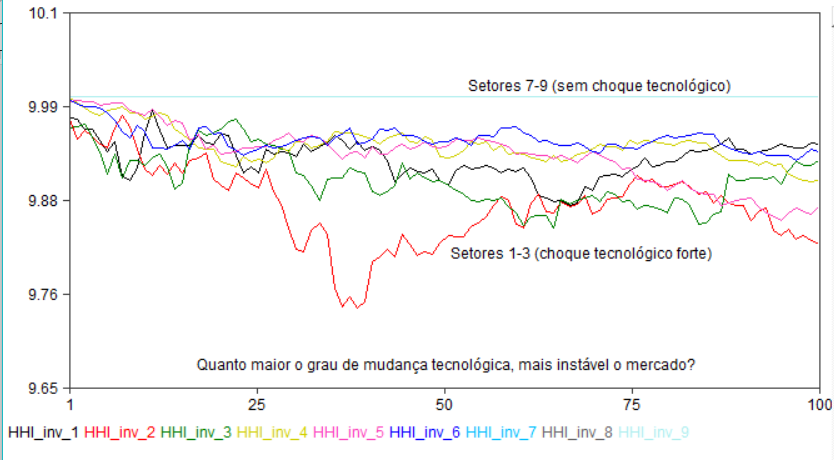 10.1
Setores 7-9 (sem choque tecnológico)
9.99
9.88
Setores 1-3 (choque tecnológico forte)
9.76
Quanto maior o grau de mudança tecnológica, mais instável o mercado?
9.65
1 25 50 75 100
HHI_inv_1 HHI_inv_2 HHI_inv_3 HHI_inv_4 HHI_inv_5 HHI_inv_6 HHI_inv_7 HHI_inv_8 HHI_inv_9